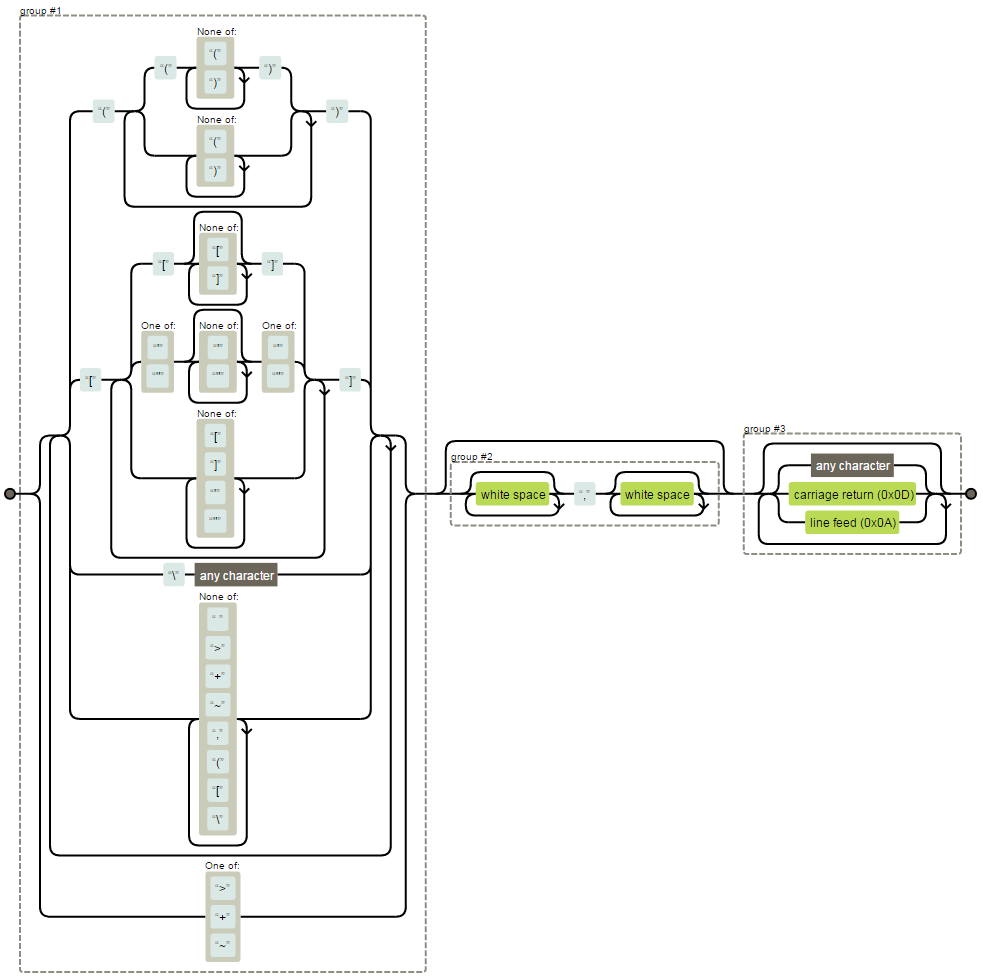 group #1
None of:
“(”
“(” “)”
“)”
“(” “)”
None of:
“(”
“)”
None of:
“[”
“[” “]”
“]”
One of: None of: One of:
“'” “'” “'”
“"” “"” “"”
“[” “]”
None of:
“[”
“]”
“'”
“"”
“\” any character
None of:
“ ”
“>”
“+”
“~”
“,”
“(”
“[”
“\”
One of:
“>”
“+”
“~”
group #2
white space “,” white space
group #3
any character
carriage return (0x0D)
line feed (0x0A)